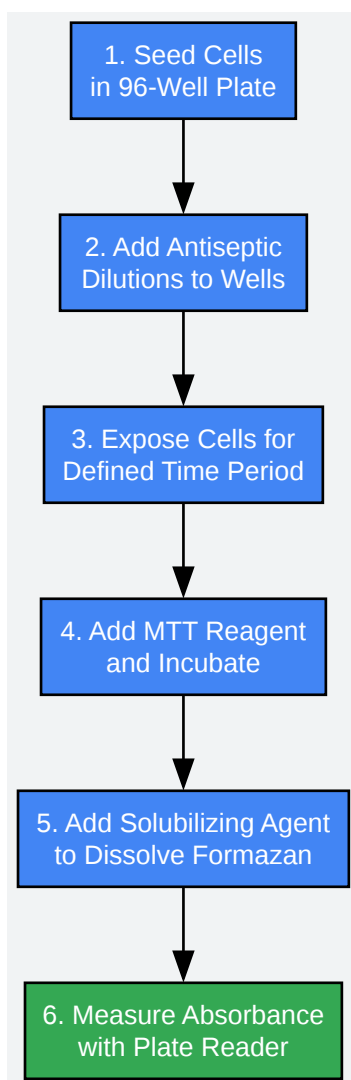 1. Seed Cells
in 96-Well Plate
2. Add Antiseptic
Dilutions to Wells
3. Expose Cells for
Defined Time Period
4. Add MTT Reagent
and Incubate
5. Add Solubilizing Agent
to Dissolve Formazan
6. Measure Absorbance
with Plate Reader